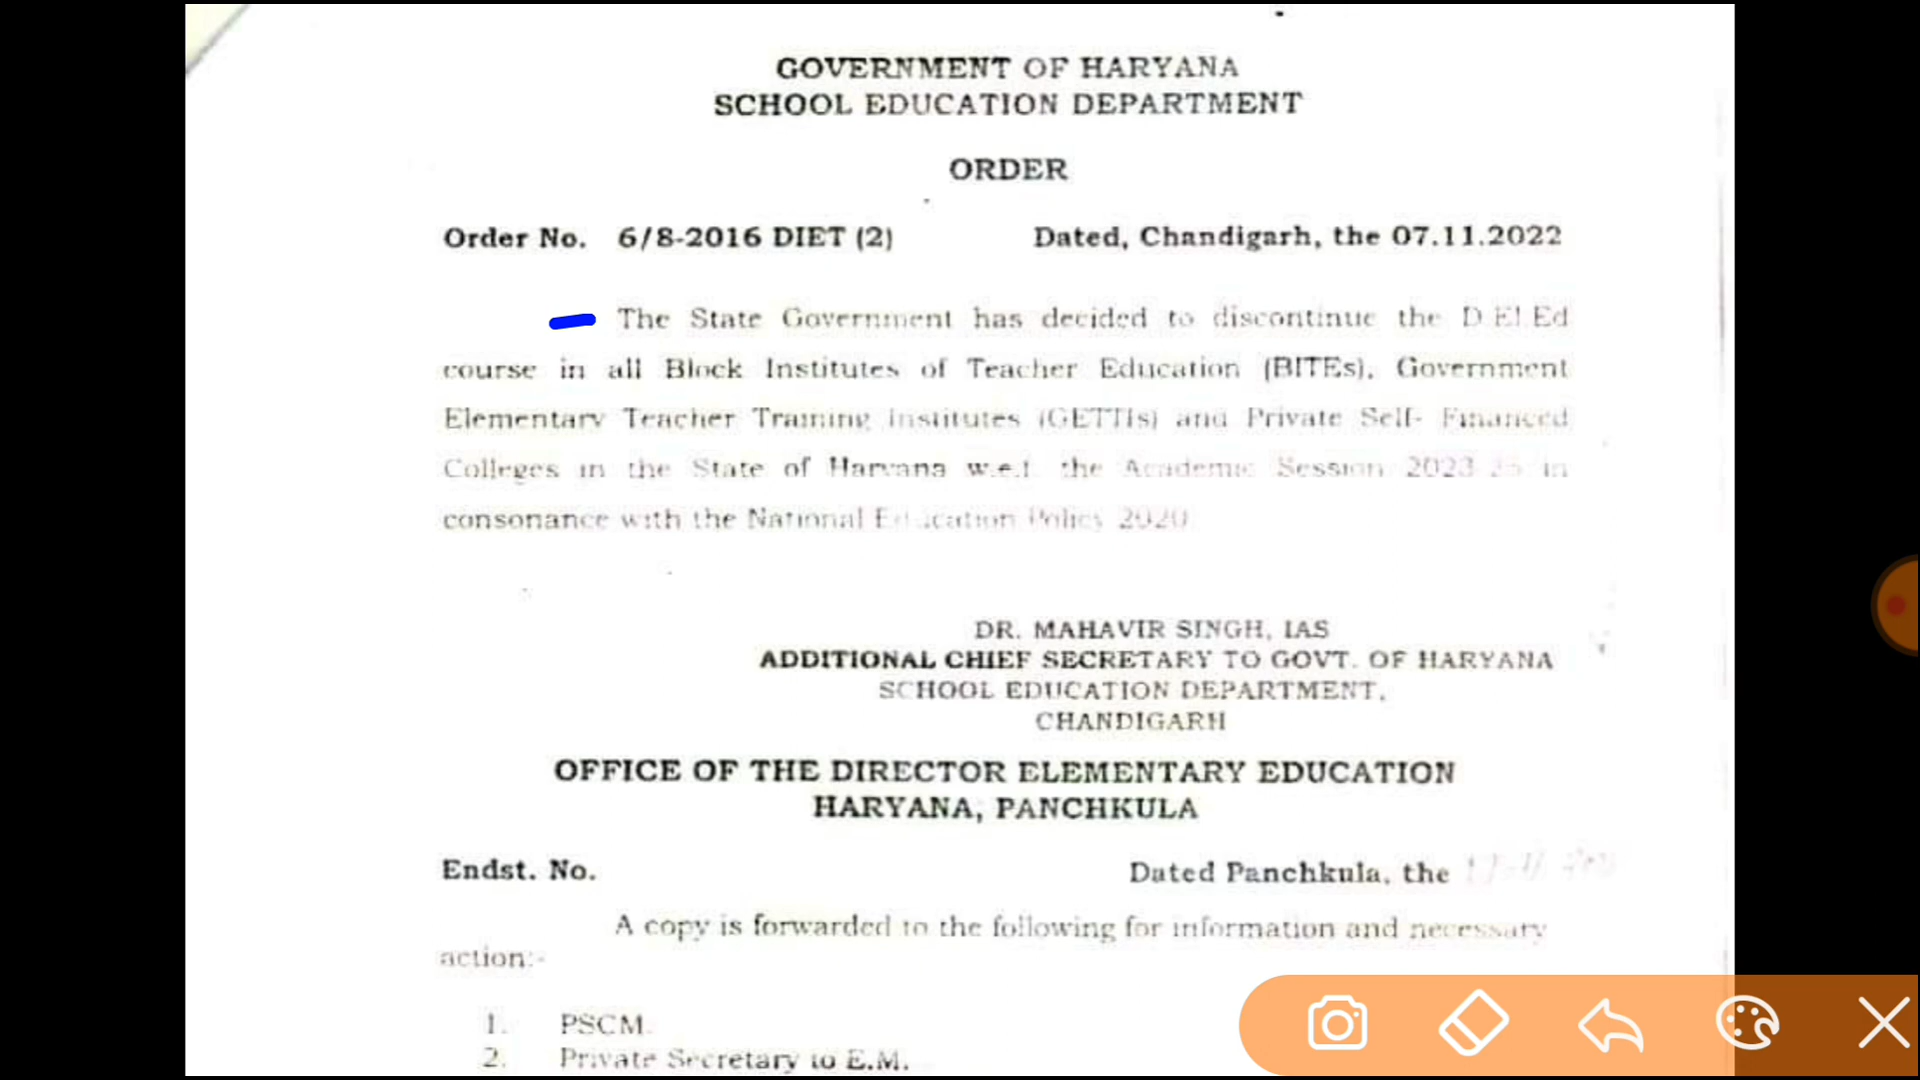 GOVERNMENT OF HARYANA
SCHOOL EDUCATION DEPARTMENT
ORDER
Order No. 6/8-2016 DIET (2) Dated, Chandigarh, the 07.11.2022
The State Government has decided to discontinue the D.El.Ed
course in all Block Institutes of Teacher Education (BITEs), Government
Elementary Teacher Training Institutes (GETTIs) and Private Self- Financed
Colleges in the State of Haryana w.e.f. the Academic Session 2023 in
consonance with the National Education Policy 2020
DR. MAHAVIR SINGH, IAS
ADDITIONAL CHIEF SECRETARY TO GOVT. OF HARYANA
SCHOOL EDUCATION DEPARTMENT,
CHANDIGARH
OFFICE OF THE DIRECTOR ELEMENTARY EDUCATION
HARYANA, PANCHKULA
Endst. No. Dated Panchkula, the
A copy is forwarded to the following for information and necessary
action:-
1. PSCM.
2. Private Secretary to E.M.